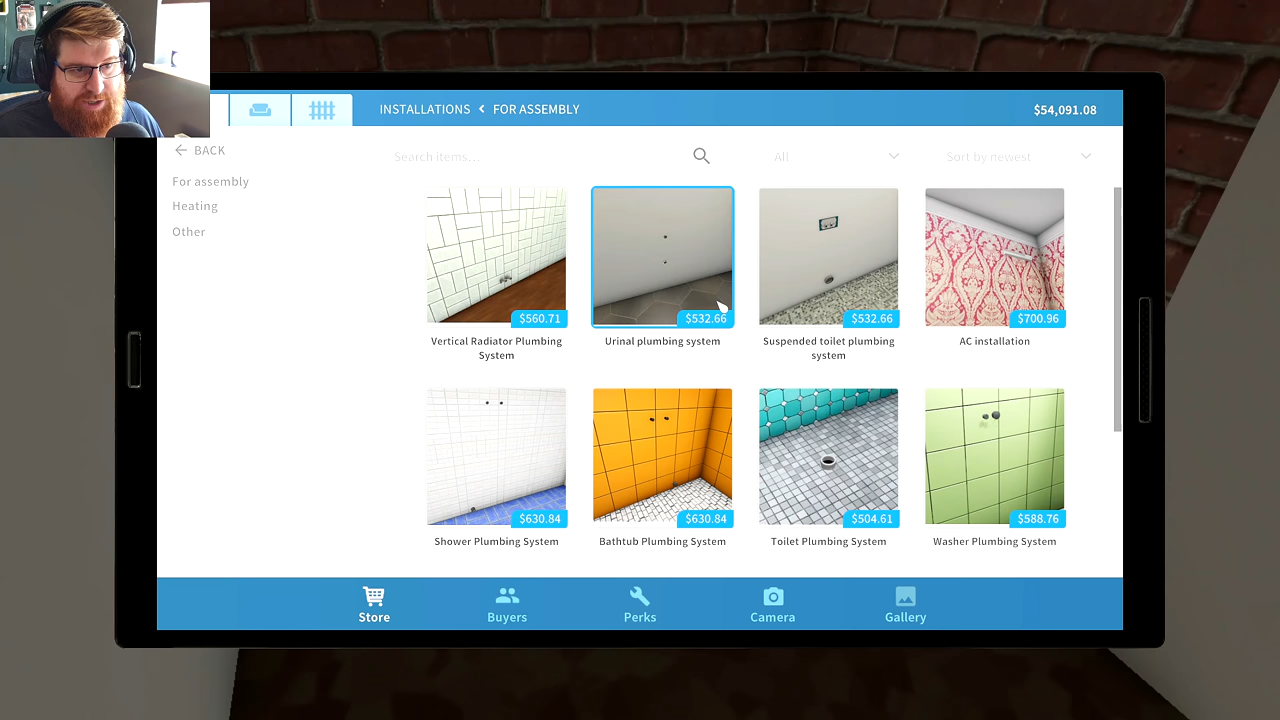 INSTALLATIONS < FOR ASSEMBLY
$54,091.08
BACK
Search items...
All
Sort by newest
For assembly
Heating
Other
$560.71
$532.66
$532.66
$700.96
Vertical Radiator Plumbing
System
Urinal plumbing system
Suspended toilet plumbing
system
AC installation
$630.84
$630.84
$504.61
$588.76
Shower Plumbing System
Bathtub Plumbing System
Toilet Plumbing System
Washer Plumbing System
Store
Buyers
Perks
Camera
Gallery